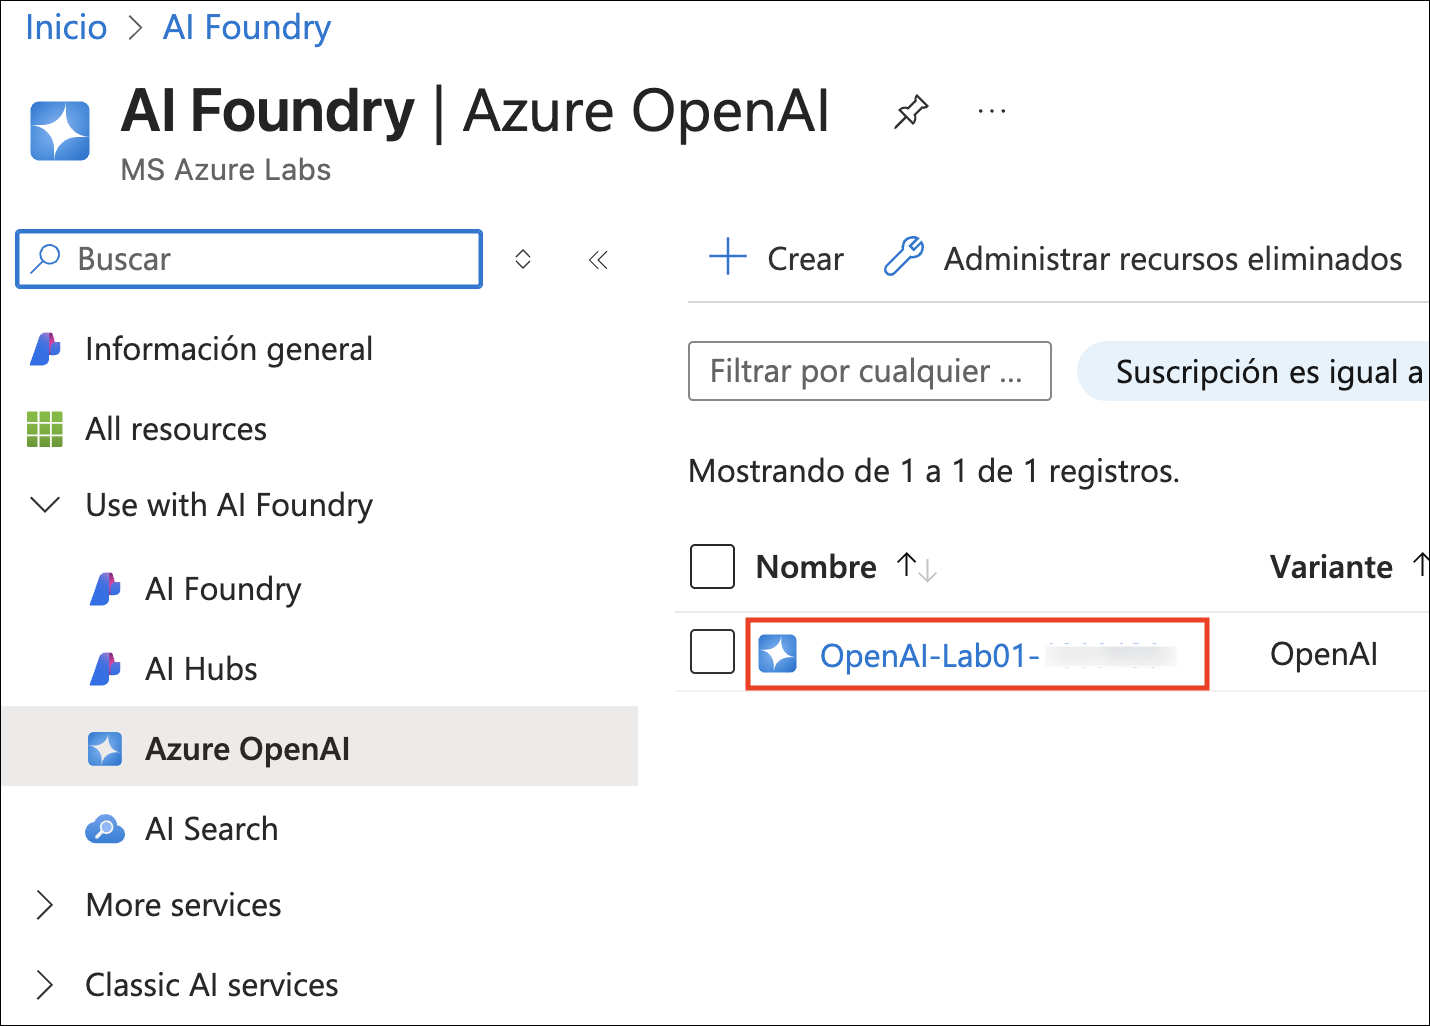 Inicio > AI Foundry
AI Foundry | Azure OpenAI ...
MS Azure Labs
Buscar
Crear
Administrar recursos eliminados
Información general
Filtrar por cualquier ...
Suscripción es igual a
All resources
Mostrando de 1 a 1 de 1 registros.
Use with AI Foundry
Nombre
Variante
AI Foundry
AI Hubs
OpenAI-Lab01-
OpenAI
Azure OpenAI
AI Search
More services
Classic AI services